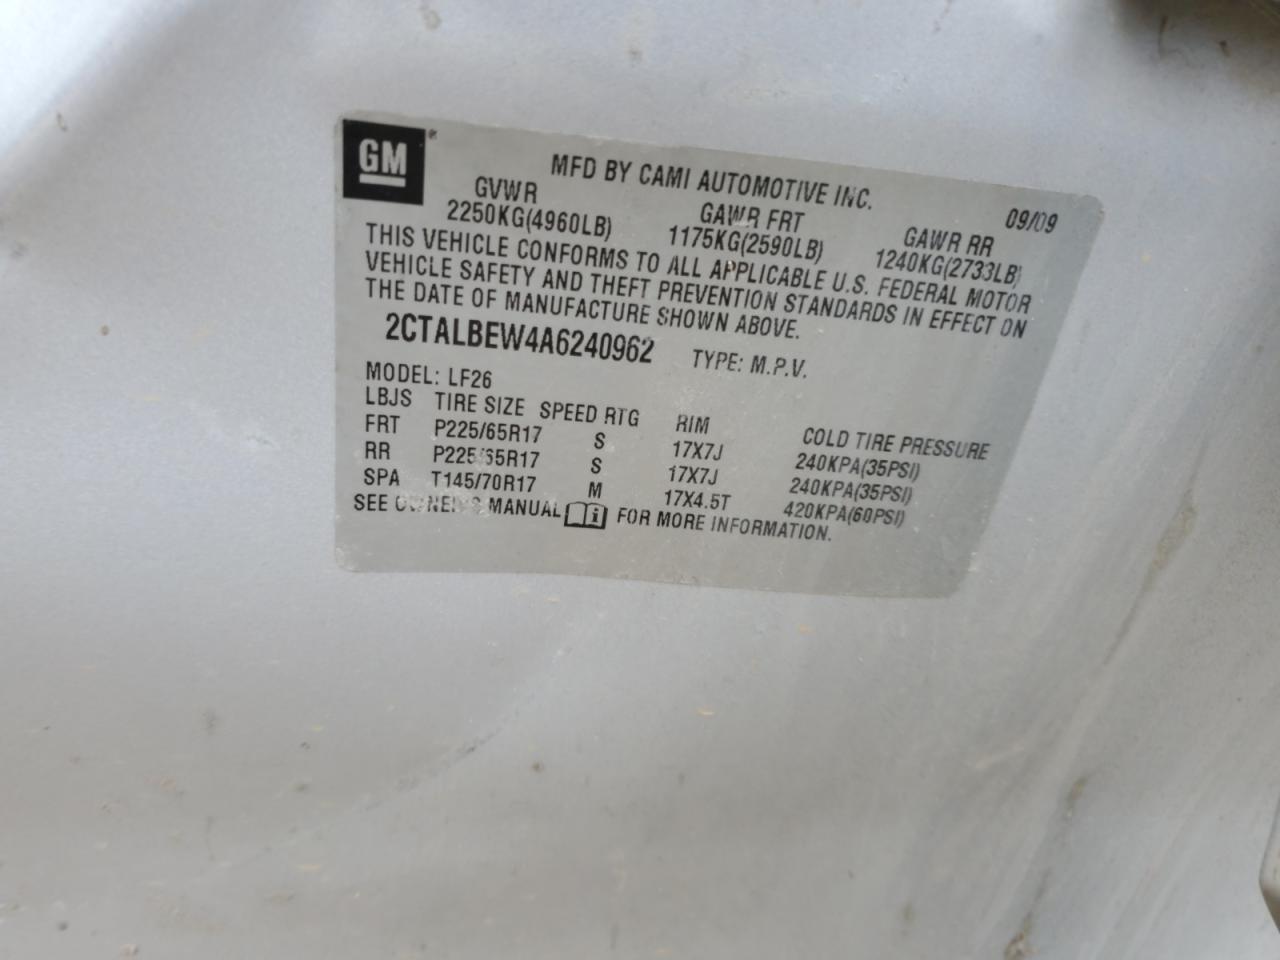 GM®
MFD BY CAMI AUTOMOTIVE INC.
09/09
GVWR GAWR FRT GAWR RR
2250KG(4960LB) 1175KG(2590LB) 1240KG(2733LB)
THIS VEHICLE CONFORMS TO ALL APPLICABLE U.S. FEDERAL MOTOR
VEHICLE SAFETY AND THEFT PREVENTION STANDARDS IN EFFECT ON
THE DATE OF MANUFACTURE SHOWN ABOVE.
2CTALBEW4A6240962 TYPE: M.P.V.
MODEL: LF26
LBJS TIRE SIZE SPEED RTG RIM COLD TIRE PRESSURE
FRT P225/65R17 S 17X7J 240KPA(35PSI)
RR P225/65R17 S 17X7J 240KPA(35PSI)
SPA T145/70R17 M 17X4.5T 420KPA(60PSI)
SEE OWNER'S MANUAL FOR MORE INFORMATION.